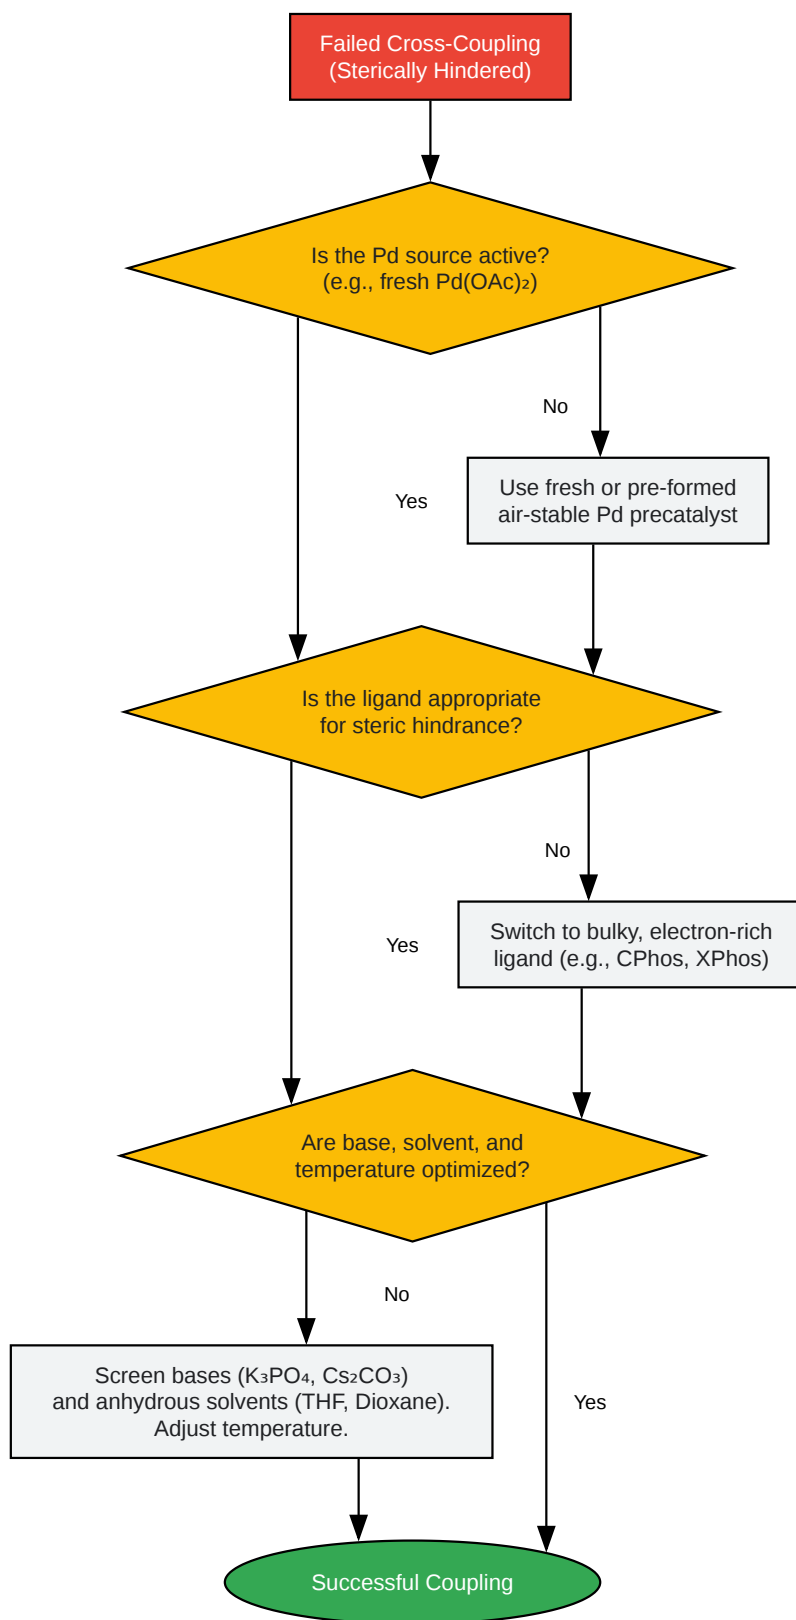 Failed Cross-Coupling
(Sterically Hindered)
Is the Pd source active?
(e.g., fresh Pd(OAc)₂)
No
Yes
Use fresh or pre-formed
air-stable Pd precatalyst
Is the ligand appropriate
for steric hindrance?
No
Yes
Switch to bulky, electron-rich
ligand (e.g., CPhos, XPhos)
Are base, solvent, and
temperature optimized?
No
Screen bases (K₃PO₄, Cs₂CO₃)
and anhydrous solvents (THF, Dioxane).
Adjust temperature.
Yes
Successful Coupling